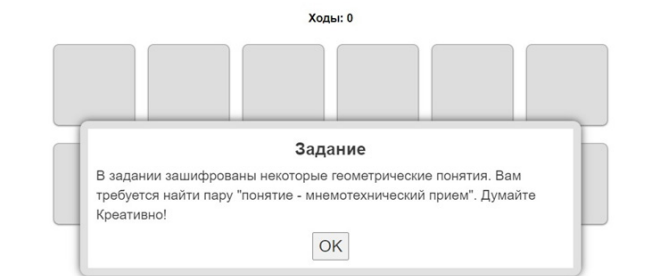 Ходы: 0
Задание
В задании зашифрованы некоторые геометрические понятия. Вам
требуется найти пару "понятие - мнемотехнический прием". Думайте
Креативно!
OK